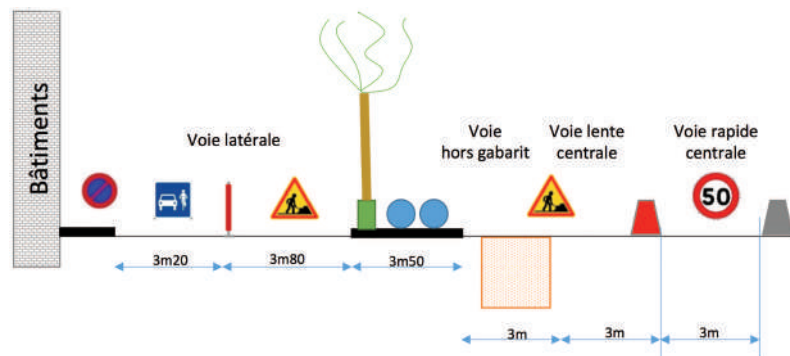 Bâtiments
Voie latérale
Voie
hors gabarit
Voie lente
centrale
Voie rapide
centrale
50
3m20
3m80
3m50
3m
3m
3m